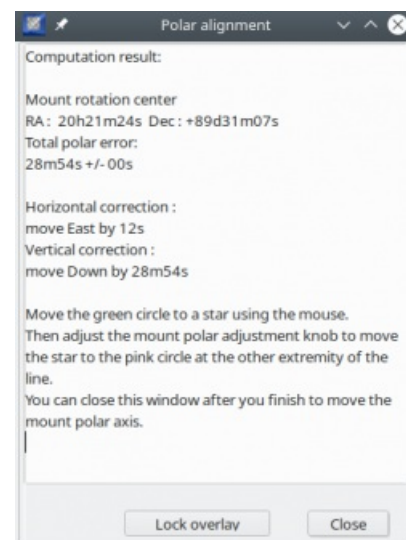 Polar alignment
Computation result:
Mount rotation center
RA : 20h21m24s Dec : +89d31m07s
Total polar error:
28m54s +/- 00s
Horizontal correction :
move East by 12s
Vertical correction :
move Down by 28m54s
Move the green circle to a star using the mouse.
Then adjust the mount polar adjustment knob to move
the star to the pink circle at the other extremity of the
line.
You can close this window after you finish to move the
mount polar axis.
Lock overlay
Close